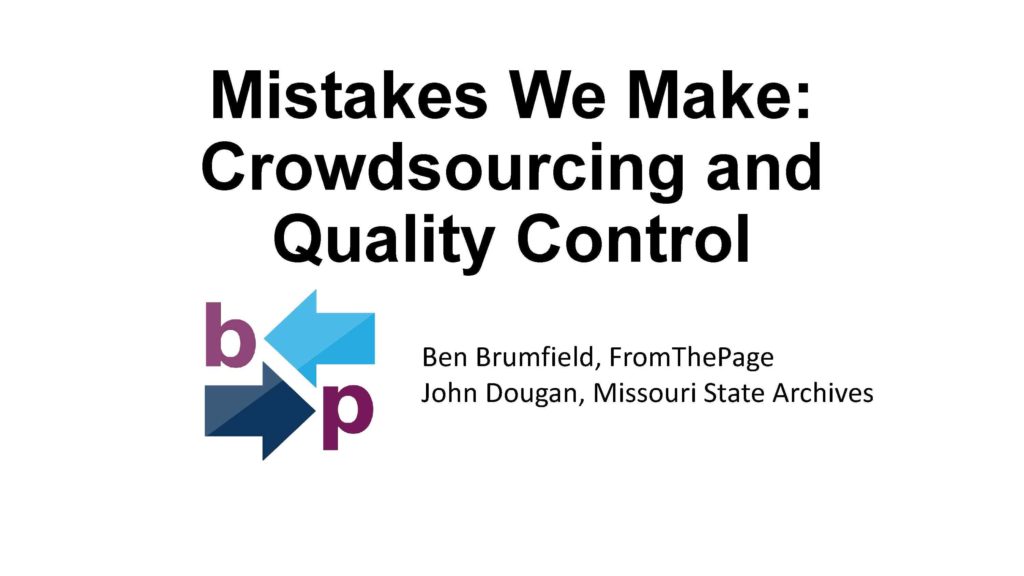 Mistakes We Make:
Crowdsourcing and
Quality Control
b
p
Ben Brumfield, FromThePage
John Dougan, Missouri State Archives